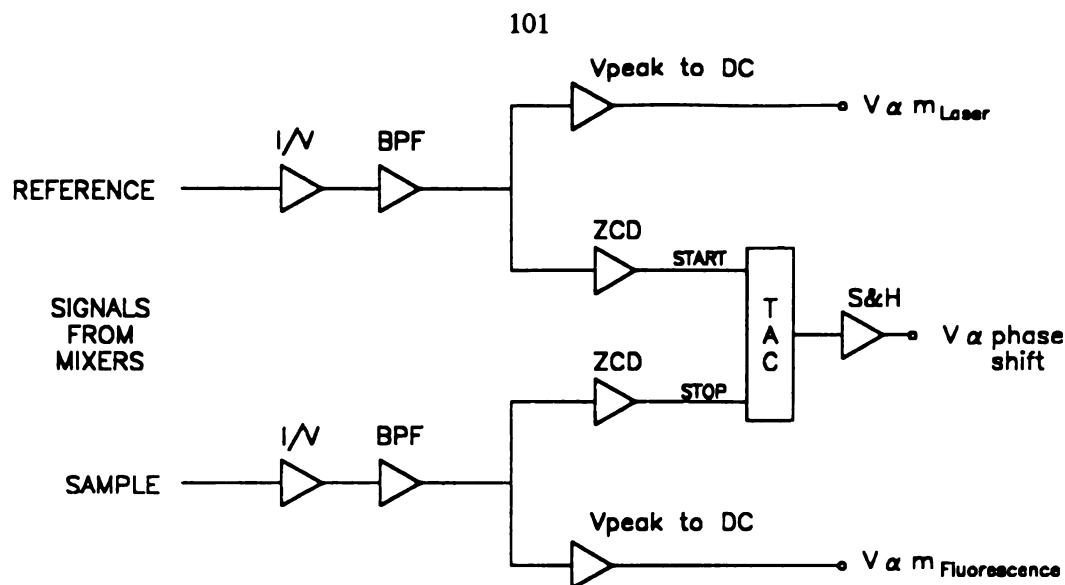 101
Vpeak to DC
V α m Laser
I/V
BPF
REFERENCE
ZCD
START
SIGNALS
FROM
MIXERS
T
A
C
S&H
V α phase
shift
ZCD
STOP
I/V
BPF
SAMPLE
Vpeak to DC
V α m Fluorescence